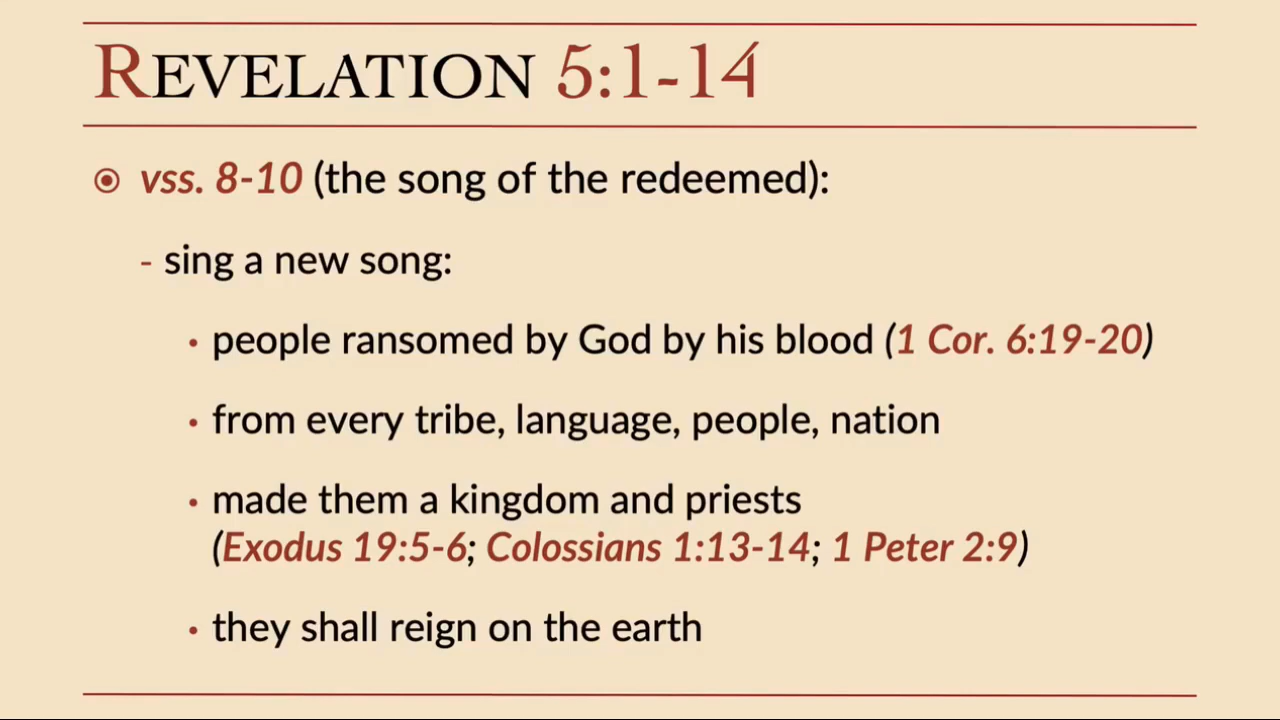 REVELATION 5:1-14
vss. 8-10 (the song of the redeemed):
- sing a new song:
• people ransomed by God by his blood (1 Cor. 6:19-20)
• from every tribe, language, people, nation
• made them a kingdom and priests
(Exodus 19:5-6; Colossians 1:13-14; 1 Peter 2:9)
• they shall reign on the earth